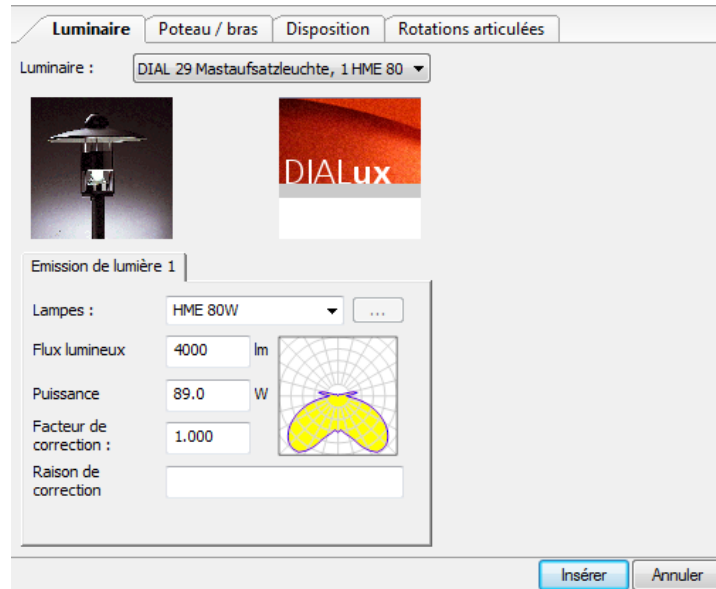 Luminaire Poteau / bras Disposition Rotations articulées
Luminaire : DIAL 29 Mastaufsatzleuchte, 1 HME 80
DIALux
Emission de lumière 1
Lampes : HME 80W ...
Flux lumineux 4000 lm
Puissance 89.0 W
Facteur de
correction : 1.000
Raison de
correction
Insérer Annuler